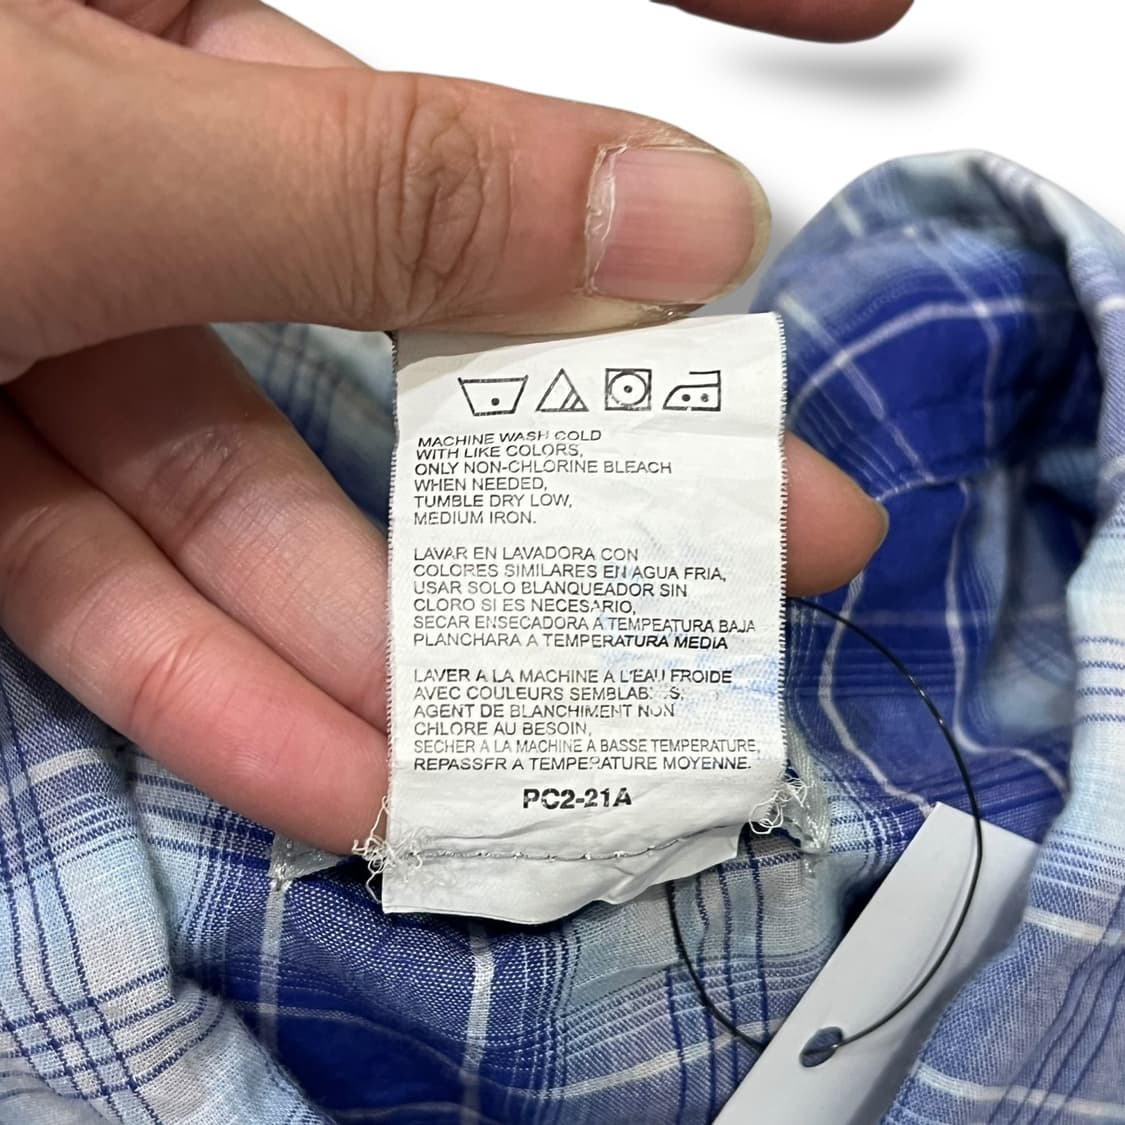 MACHINE WASH COLD
WITH LIKE COLORS,
ONLY NON-CHLORINE BLEACH
WHEN NEEDED,
TUMBLE DRY LOW,
MEDIUM IRON.
LAVAR EN LAVADORA CON
COLORES SIMILARES EN AGUA FRIA,
USAR SOLO BLANQUEADOR SIN
CLORO SI ES NECESARIO,
SECAR ENSECADORA A TEMPEATURA BAJA
PLANCHARA A TEMPERATURA MEDIA
LAVER A LA MACHINE A L'EAU FROIDE
AVEC COULEURS
AGENT DE BLANCHIMENT NON
CHLORE AU BESOIN,
SECHER A LA MACHINE A BASSE TEMPERATURE,
REPASSER A TEMPERATURE MOYENNE.
PC2-21A